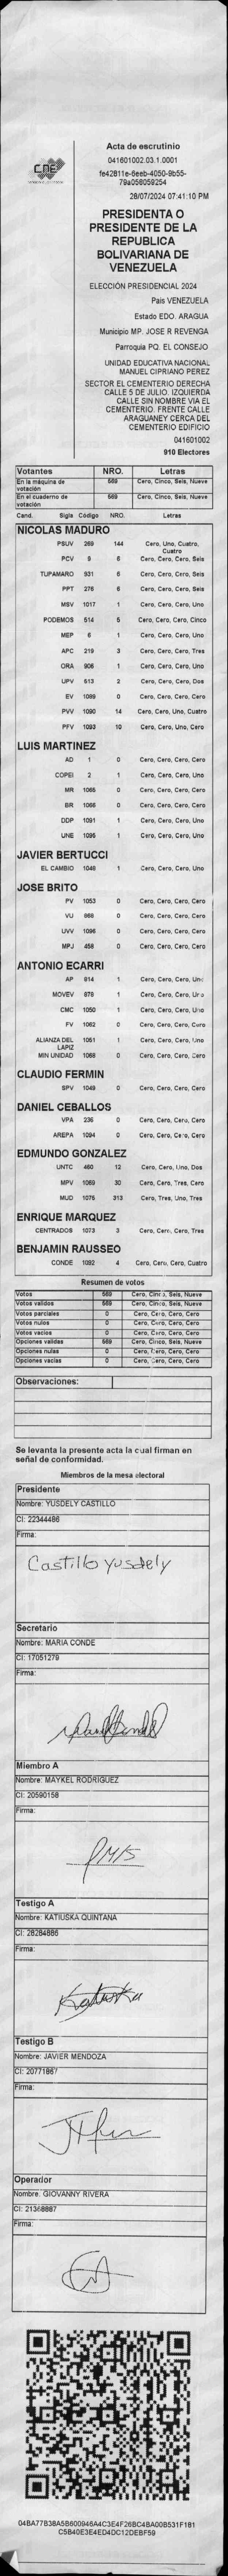 CNE
Acta de escrutinio
041601002.03.1.0001
fe42811e-6eeb-4050-9b55-
79a058059254
28/07/2024 07:41:10 PM
PRESIDENTA O
PRESIDENTE DE LA
REPUBLICA
BOLIVARIANA DE
VENEZUELA
ELECCIÓN PRESIDENCIAL 2024
Pais VENEZUELA
Estado EDO. ARAGUA
Municipio MP. JOSE R REVENGA
Parroquia PQ. EL CONSEJO
UNIDAD EDUCATIVA NACIONAL
MANUEL CIPRIANO PEREZ
SECTOR EL CEMENTERIO DERECHA
CALLE 5 DE JULIO. IZQUIERDA
CALLE SIN NOMBRE VIA EL
CEMENTERIO. FRENTE CALLE
ARAGUANEY CERCA DEL
CEMENTERIO EDIFICIO
041601002
910 Electores
Votantes NRO. Letras
En la máquina de votación 569 Cero, Cinco, Seis, Nueve
En el cuaderno de votación 569 Cero, Cinco, Seis, Nueve
Cand. Sigla Código NRO. Letras
NICOLAS MADURO
PSUV 269 144 Cero, Uno, Cuatro, Cuatro
PCV 9 6 Cero, Cero, Cero, Seis
TUPAMARO 931 6 Cero, Cero, Cero, Seis
PPT 276 6 Cero, Cero, Cero, Seis
MSV 1017 1 Cero, Cero, Cero, Uno
PODEMOS 514 5 Cero, Cero, Cero, Cinco
MEP 6 1 Cero, Cero, Cero, Uno
APC 219 3 Cero, Cero, Cero, Tres
ORA 906 1 Cero, Cero, Cero, Uno
UPV 613 2 Cero, Cero, Cero, Dos
EV 1089 0 Cero, Cero, Cero, Cero
PVV 1090 14 Cero, Cero, Uno, Cuatro
PFV 1093 10 Cero, Cero, Uno, Cero
LUIS MARTINEZ
AD 1 0 Cero, Cero, Cero, Cero
COPEI 2 1 Cero, Cero, Cero, Uno
MR 1065 0 Cero, Cero, Cero, Cero
BR 1066 0 Cero, Cero, Cero, Cero
DDP 1091 1 Cero, Cero, Cero, Uno
UNE 1095 1 Cero, Cero, Cero, Uno
JAVIER BERTUCCI
EL CAMBIO 1048 1 Cero, Cero, Cero, Uno
JOSE BRITO
PV 1053 0 Cero, Cero, Cero, Cero
VU 868 0 Cero, Cero, Cero, Cero
UVV 1096 0 Cero, Cero, Cero, Cero
MPJ 458 0 Cero, Cero, Cero, Cero
ANTONIO ECARRI
AP 814 1 Cero, Cero, Cero, Uno
MOVEV 878 1 Cero, Cero, Cero, Uno
CMC 1050 1 Cero, Cero, Cero, Uno
FV 1062 0 Cero, Cero, Cero, Cero
ALIANZA DEL LAPIZ 1051 1 Cero, Cero, Cero, Uno
MIN UNIDAD 1068 0 Cero, Cero, Cero, Cero
CLAUDIO FERMIN
SPV 1049 0 Cero, Cero, Cero, Cero
DANIEL CEBALLOS
VPA 236 0 Cero, Cero, Cero, Cero
AREPA 1094 0 Cero, Cero, Cero, Cero
EDMUNDO GONZALEZ
UNTC 460 12 Cero, Cero, Uno, Dos
MPV 1069 30 Cero, Cero, Tres, Cero
MUD 1076 313 Cero, Tres, Uno, Tres
ENRIQUE MARQUEZ
CENTRADOS 1073 3 Cero, Cero, Cero, Tres
BENJAMIN RAUSSEO
CONDE 1092 4 Cero, Cero, Cero, Cuatro
Resumen de votos
Votos 569 Cero, Cinco, Seis, Nueve
Votos validos 569 Cero, Cinco, Seis, Nueve
Votos parciales 0 Cero, Cero, Cero, Cero
Votos nulos 0 Cero, Cero, Cero, Cero
Votos vacios 0 Cero, Cero, Cero, Cero
Opciones validas 569 Cero, Cinco, Seis, Nueve
Opciones nulas 0 Cero, Cero, Cero, Cero
Opciones vacias 0 Cero, Cero, Cero, Cero
Observaciones:
Se levanta la presente acta la cual firman en
señal de conformidad.
Miembros de la mesa electoral
Presidente
Nombre: YUSDELY CASTILLO
CI: 22344486
Firma:
Castillo yusdely
Secretario
Nombre: MARIA CONDE
CI: 17051279
Firma:
Miembro A
Nombre: MAYKEL RODRIGUEZ
CI: 20590158
Firma:
Testigo A
Nombre: KATIUSKA QUINTANA
CI: 28284886
Firma:
Katiuska
Testigo B
Nombre: JAVIER MENDOZA
CI: 20771867
Firma:
Operador
Nombre: GIOVANNY RIVERA
CI: 21368887
Firma:
04BA77B38A5B600946A4C3E4F26BC4BA00B531F181
C5B40E3E4ED4DC12DEBF59